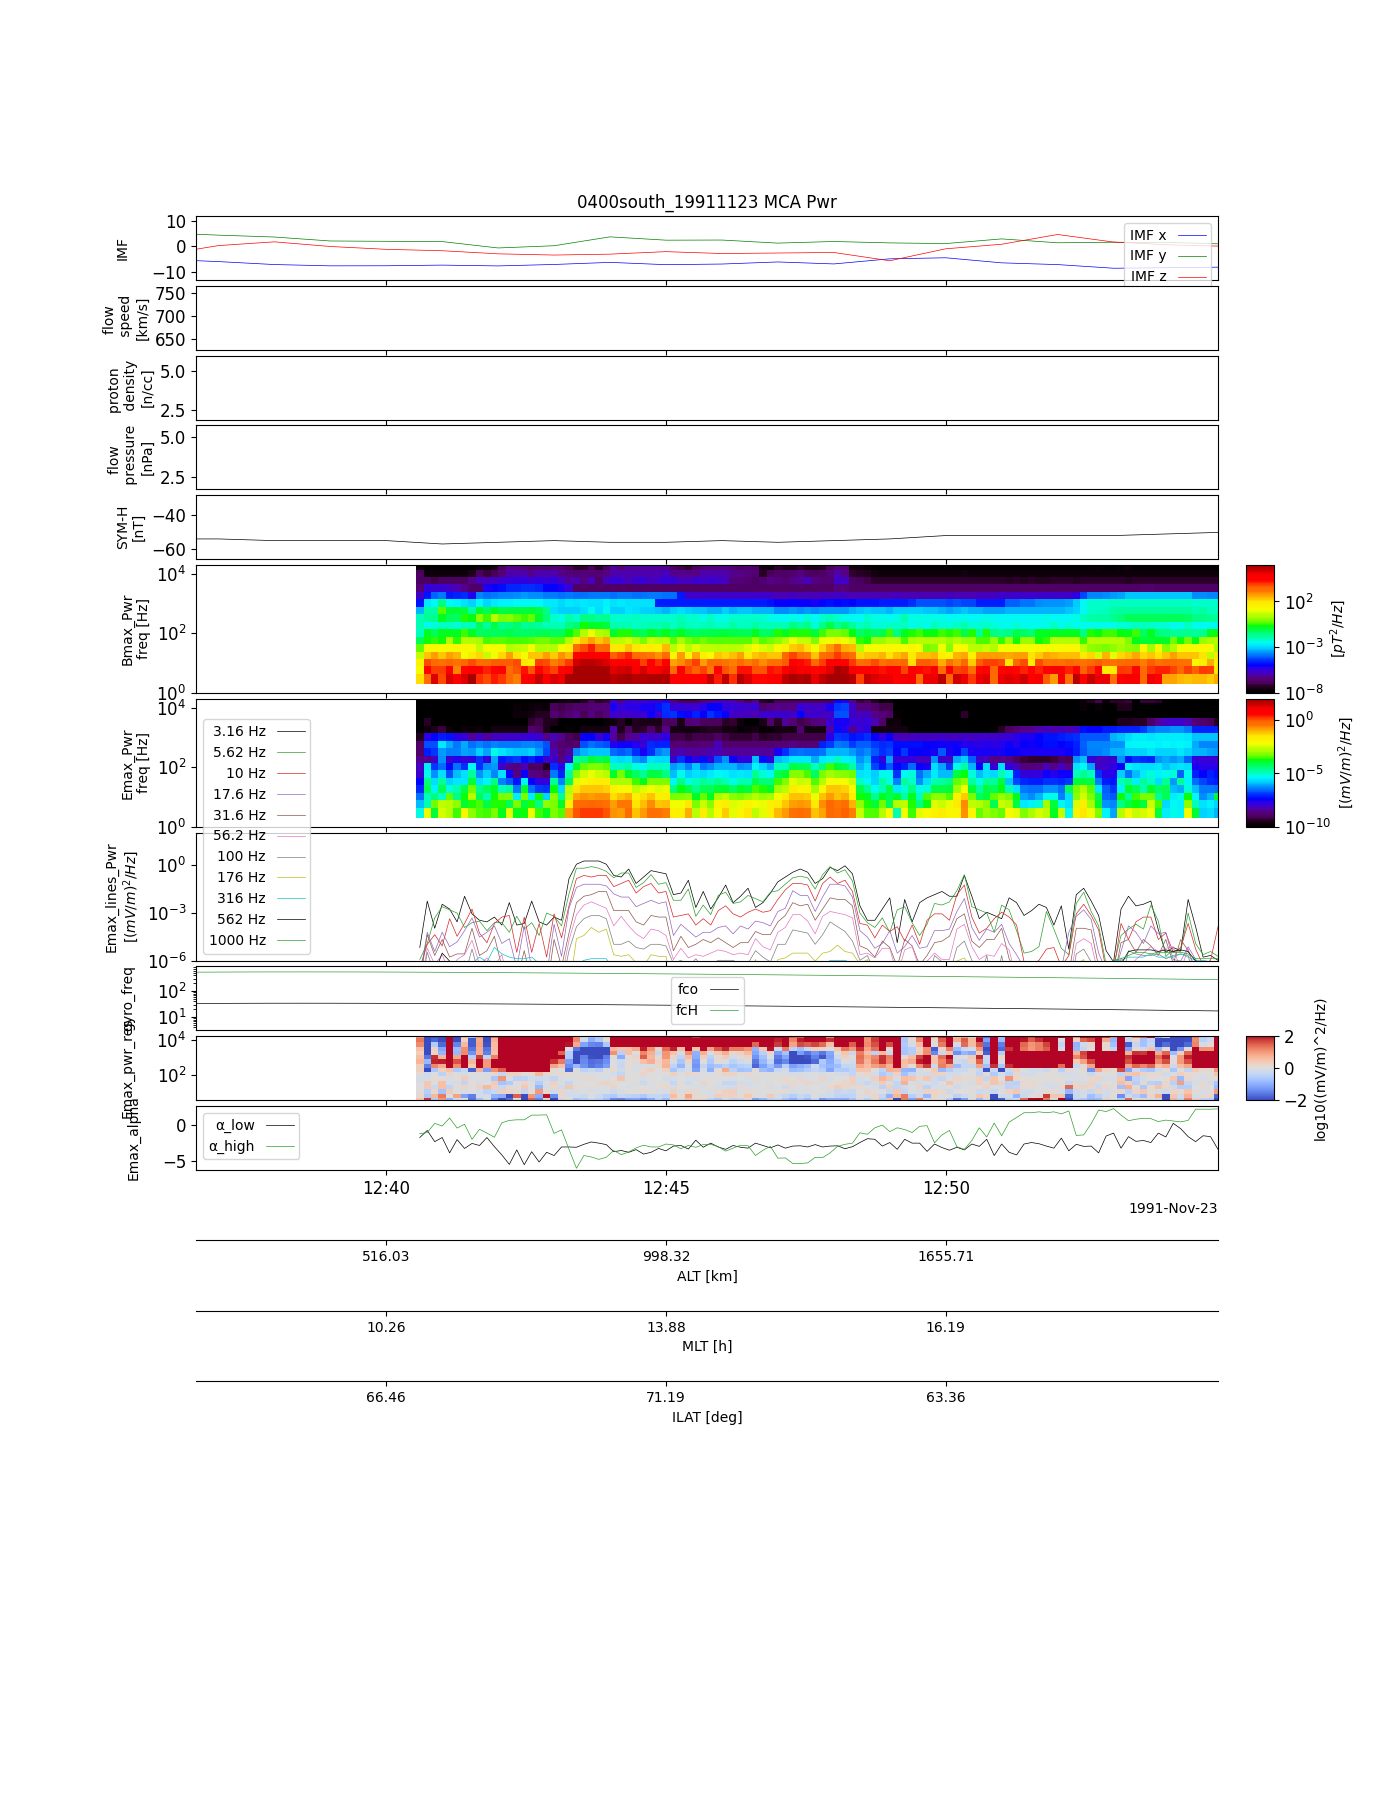 0400south_19911123 MCA Pwr
IMF
10
0
−10
IMF x
IMF y
IMF z
flow
speed
[km/s]
750
700
650
proton
density
[n/cc]
5.0
2.5
flow
pressure
[nPa]
5.0
2.5
SYM-H
[nT]
−40
−60
Bmax_Pwr
freq [Hz]
10^4
10^2
10^0
10^2
10^−3
10^−8
[pT^2/Hz]
Emax_Pwr
freq [Hz]
10^4
10^2
10^0
10^0
10^−5
10^−10
[(mV/m)^2/Hz]
3.16 Hz
5.62 Hz
10 Hz
17.6 Hz
31.6 Hz
56.2 Hz
100 Hz
176 Hz
316 Hz
562 Hz
1000 Hz
Emax_lines_Pwr
[(mV/m)^2/Hz]
10^0
10^−3
10^−6
gyro_freq
10^2
10^1
fco
fcH
10^4
10^2
2
0
−2
log10((mV/m)^2/Hz)
Emax_alpha
0
−5
α_low
α_high
12:40
12:45
12:50
1991-Nov-23
516.03
998.32
1655.71
ALT [km]
10.26
13.88
16.19
MLT [h]
66.46
71.19
63.36
ILAT [deg]